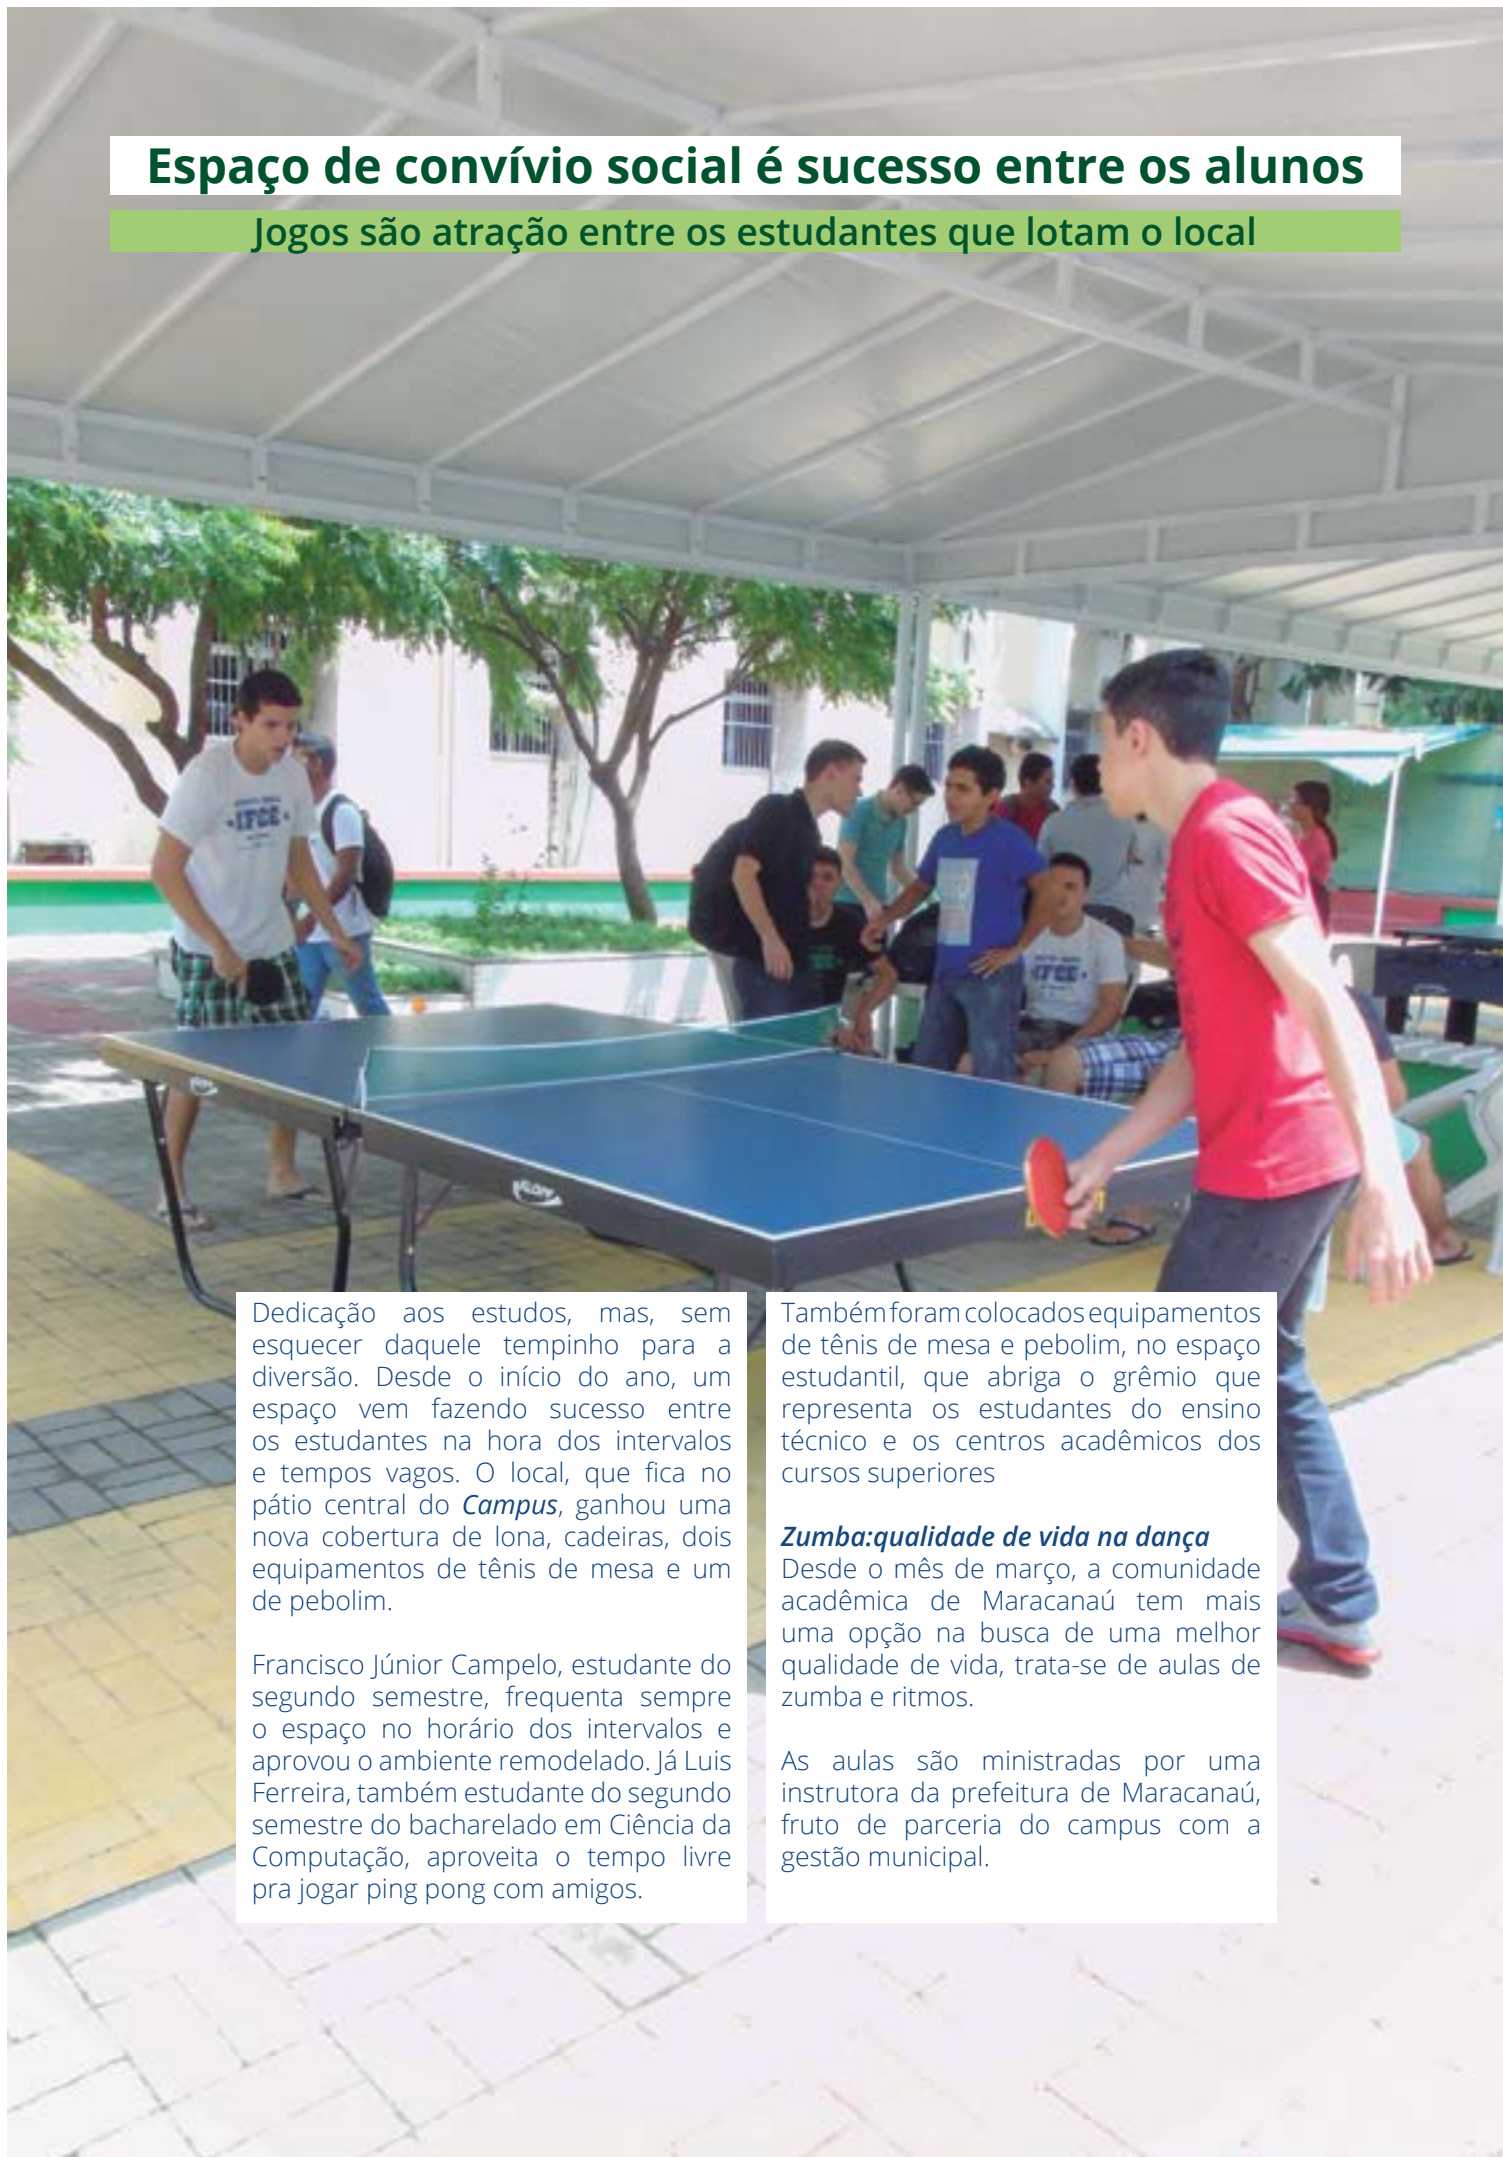 Espaço de convívio social é sucesso entre os alunos
Jogos são atração entre os estudantes que lotam o local
IFCE
IFCE
Dedicação aos estudos, mas, sem
esquecer daquele tempinho para a
diversão. Desde o início do ano, um
espaço vem fazendo sucesso entre
os estudantes na hora dos intervalos
e tempos vagos. O local, que fica no
pátio central do Campus, ganhou uma
nova cobertura de lona, cadeiras, dois
equipamentos de tênis de mesa e um
de pebolim.
Francisco Júnior Campelo, estudante do
segundo semestre, frequenta sempre
o espaço no horário dos intervalos e
aprovou o ambiente remodelado. Já Luis
Ferreira, também estudante do segundo
semestre do bacharelado em Ciência da
Computação, aproveita o tempo livre
pra jogar ping pong com amigos.
Também foram colocados equipamentos
de tênis de mesa e pebolim, no espaço
estudantil, que abriga o grêmio que
representa os estudantes do ensino
técnico e os centros acadêmicos dos
cursos superiores
Zumba:qualidade de vida na dança
Desde o mês de março, a comunidade
acadêmica de Maracanaú tem mais
uma opção na busca de uma melhor
qualidade de vida, trata-se de aulas de
zumba e ritmos.
As aulas são ministradas por uma
instrutora da prefeitura de Maracanaú,
fruto de parceria do campus com a
gestão municipal.